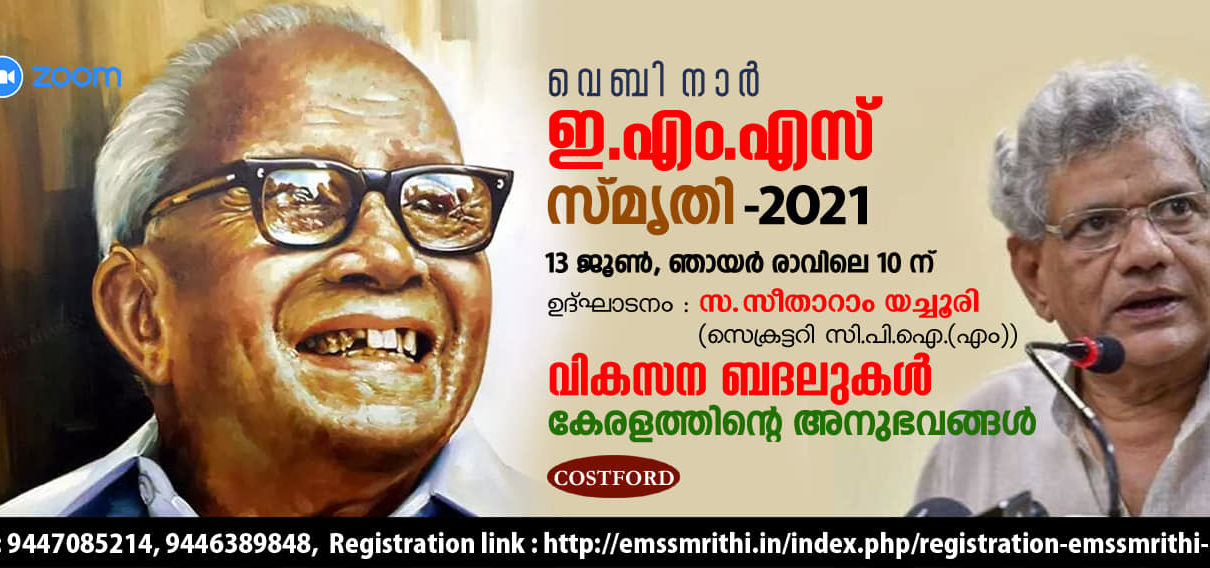 zoom
വെബിനാർ
ഇ.എം.എസ്
സ്മൃതി -2021
13 ജൂൺ, ഞായർ രാവിലെ 10 ന്
ഉദ്ഘാടനം : സ.സീതാറാം യച്ചൂരി
(സെക്രട്ടറി സി.പി.ഐ.(എം))
വികസന ബദലുകൾ
കേരളത്തിന്റെ അനുഭവങ്ങൾ
COSTFORD
: 9447085214, 9446389848, Registration link : http://emssmrithi.in/index.php/registration-emssmrithi-